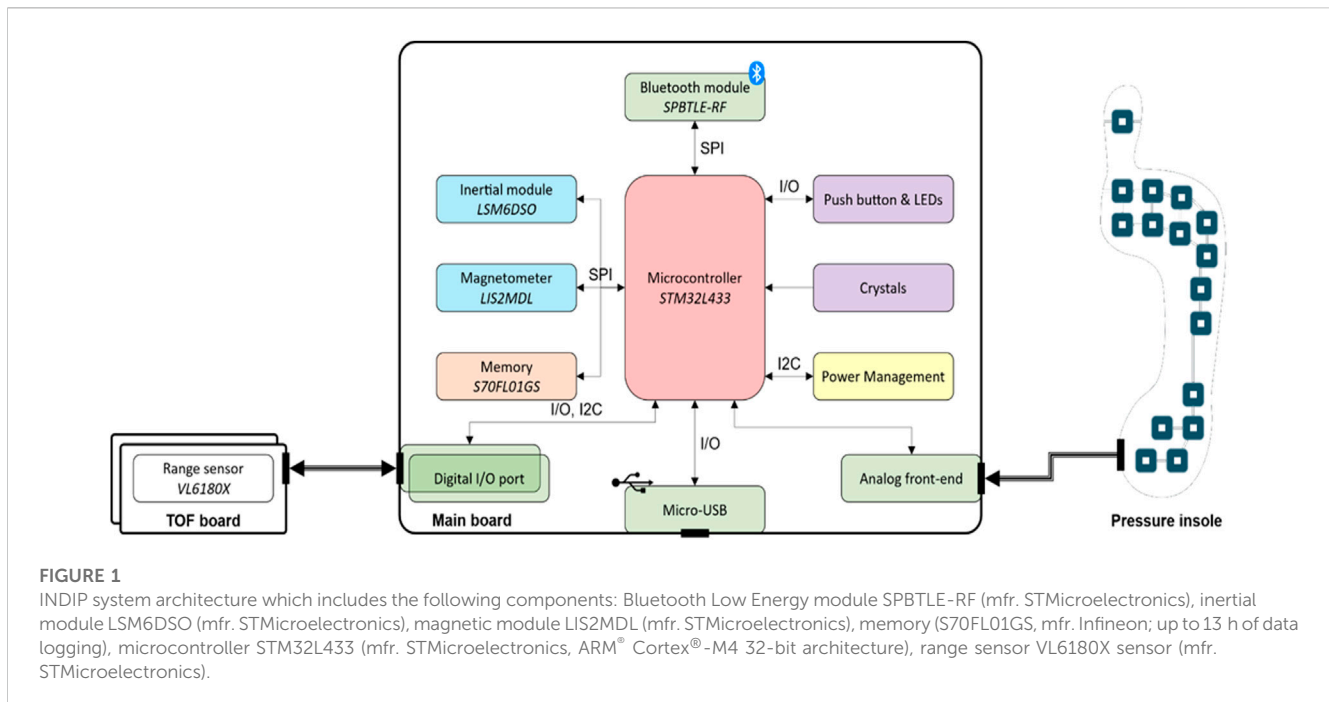 Bluetooth module
SPBTLE-RF
SPI
Inertial module
LSM6DSO
I/O
Push button & LEDs
Magnetometer
LIS2MDL
SPI
Microcontroller
STM32L433
Crystals
Memory
S70FL01GS
I2C
Power Management
I/O, I2C
I/O
Range sensor
VL6180X
TOF board
Digital I/O port
Main board
Micro-USB
Analog front-end
Pressure insole
FIGURE 1
INDIP system architecture which includes the following components: Bluetooth Low Energy module SPBTLE-RF (mfr. STMicroelectronics), inertial
module LSM6DSO (mfr. STMicroelectronics), magnetic module LIS2MDL (mfr. STMicroelectronics), memory (S70FL01GS, mfr. Infineon; up to 13 h of data
logging), microcontroller STM32L433 (mfr. STMicroelectronics, ARM® Cortex®-M4 32-bit architecture), range sensor VL6180X sensor (mfr.
STMicroelectronics).